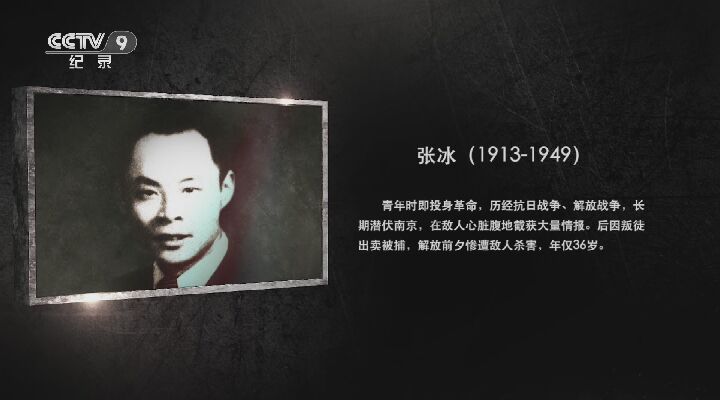 CCTV 9
纪录
张冰（1913-1949）
青年时即投身革命，历经抗日战争、解放战争，长
期潜伏南京，在敌人心脏腹地截获大量情报。后因叛徒
出卖被捕，解放前夕惨遭敌人杀害，年仅36岁。